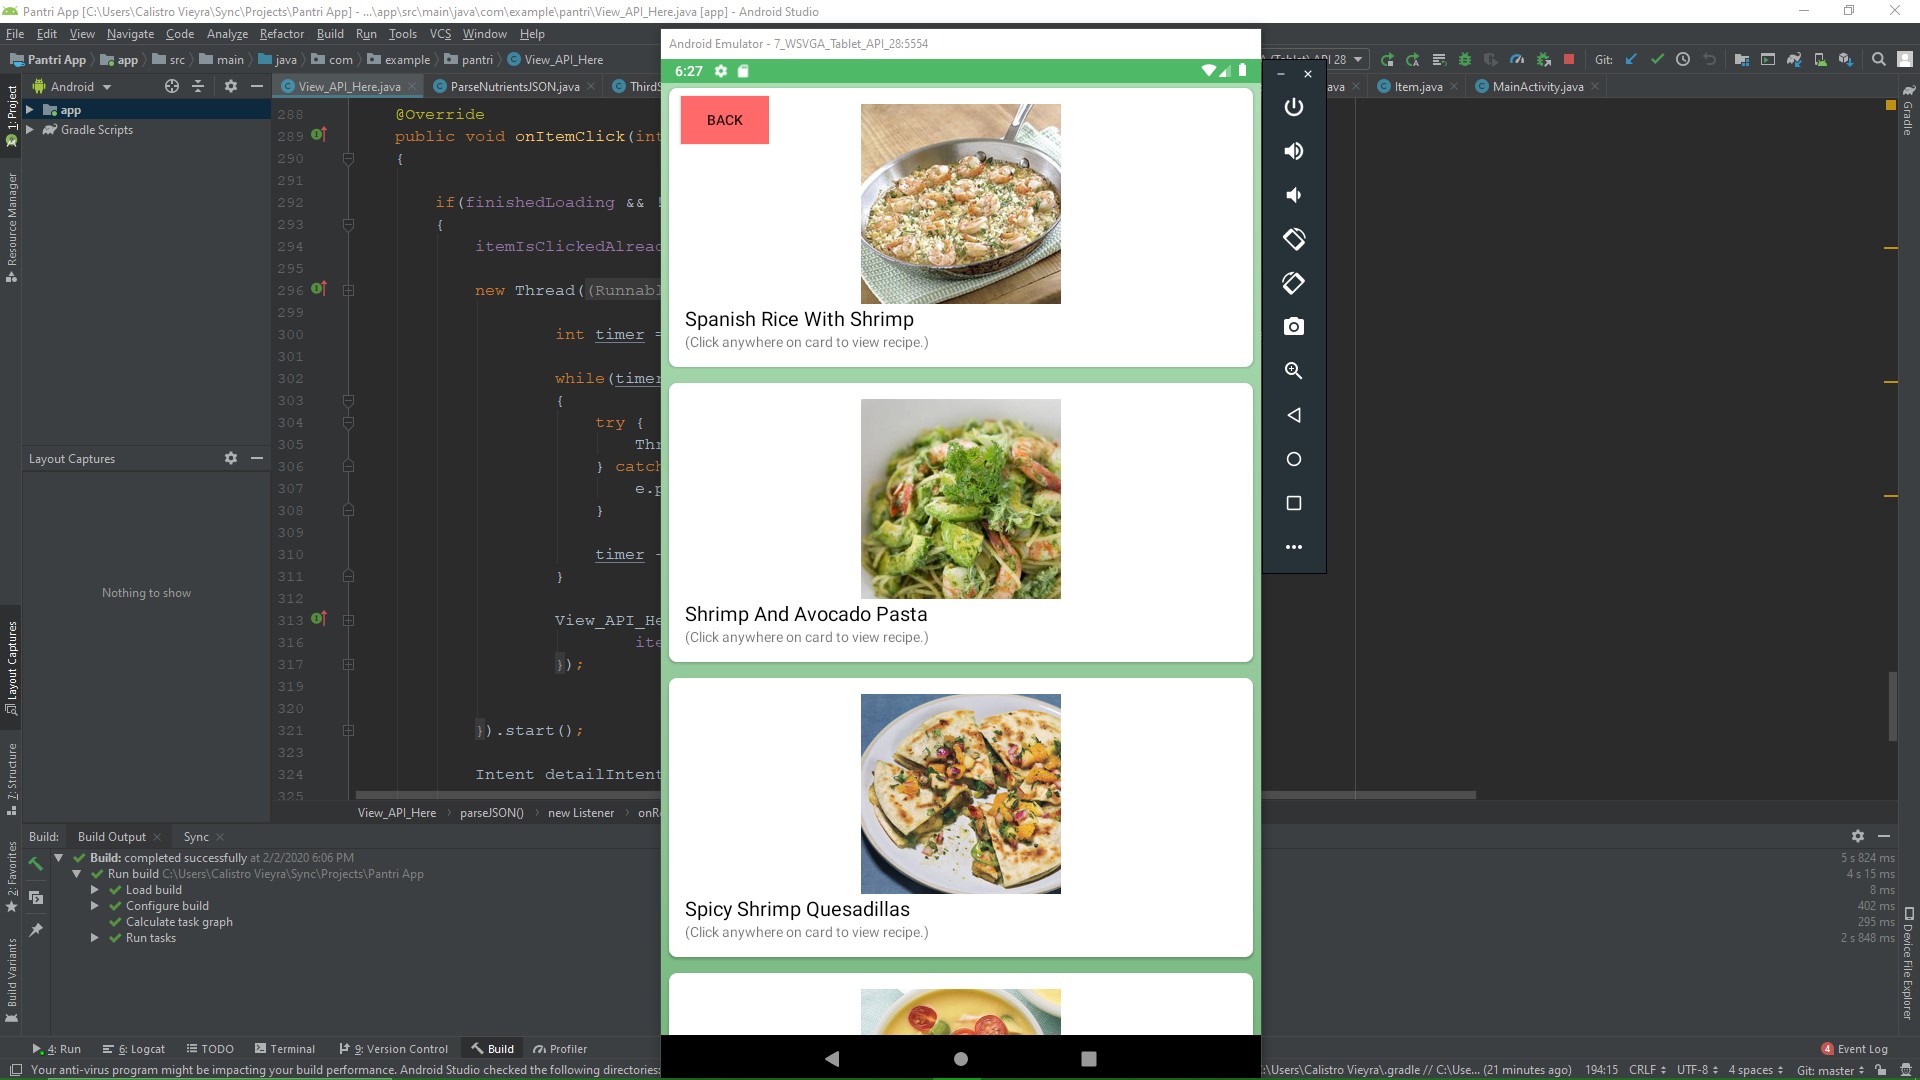 Pantri App [C:\Users\Calistro Vieyra\Sync\Projects\Pantri App] - ...\app\src\main\java\com\example\pantri\View_API_Here.java [app] - Android Studio
File Edit View Navigate Code Analyze Refactor Build Run Tools VCS Window Help
Android Emulator - 7_WSVGA_Tablet_API_28:5554
Pantri App app src main java com example pantri View_API_Here
API 28
Git:
6:27
1: Project
Android
View_API_Here.java
ParseNutrientsJSON.java
ThirdS
ava
Item.java
MainActivity.java
Gradle
app
Gradle Scripts
Resource Manager
BACK
288 @Override
289 public void onItemClick(int
290 {
291
292 if(finishedLoading &&
293 {
294 itemIsClickedAlread
295
296 new Thread((Runnabl
299
300 int timer =
301
302 while(timer
303 {
304 try {
305 Thr
306 } catch
307 e.p
308 }
309
310 timer -
311 }
312
313 View_API_He
316 ite
317 });
319
320
321 }).start();
323
324 Intent detailIntent
325
Spanish Rice With Shrimp
(Click anywhere on card to view recipe.)
Layout Captures
Nothing to show
Shrimp And Avocado Pasta
(Click anywhere on card to view recipe.)
Layout Captures
7: Structure
2: Favorites
Build Variants
View_API_Here parseJSON() new Listener onRe
Spicy Shrimp Quesadillas
(Click anywhere on card to view recipe.)
Build: Build Output Sync
Build: completed successfully at 2/2/2020 6:06 PM 5 s 824 ms
Run build C:\Users\Calistro Vieyra\Sync\Projects\Pantri App 4 s 15 ms
Load build 8 ms
Configure build 402 ms
Calculate task graph 295 ms
Run tasks 2 s 848 ms
Device File Explorer
4: Run 6: Logcat TODO Terminal 9: Version Control Build Profiler
4 Event Log
Your anti-virus program might be impacting your build performance. Android Studio checked the following directories:
:\Users\Calistro Vieyra\.gradle // C:\Use... (21 minutes ago) 194:15 CRLF UTF-8 4 spaces Git: master